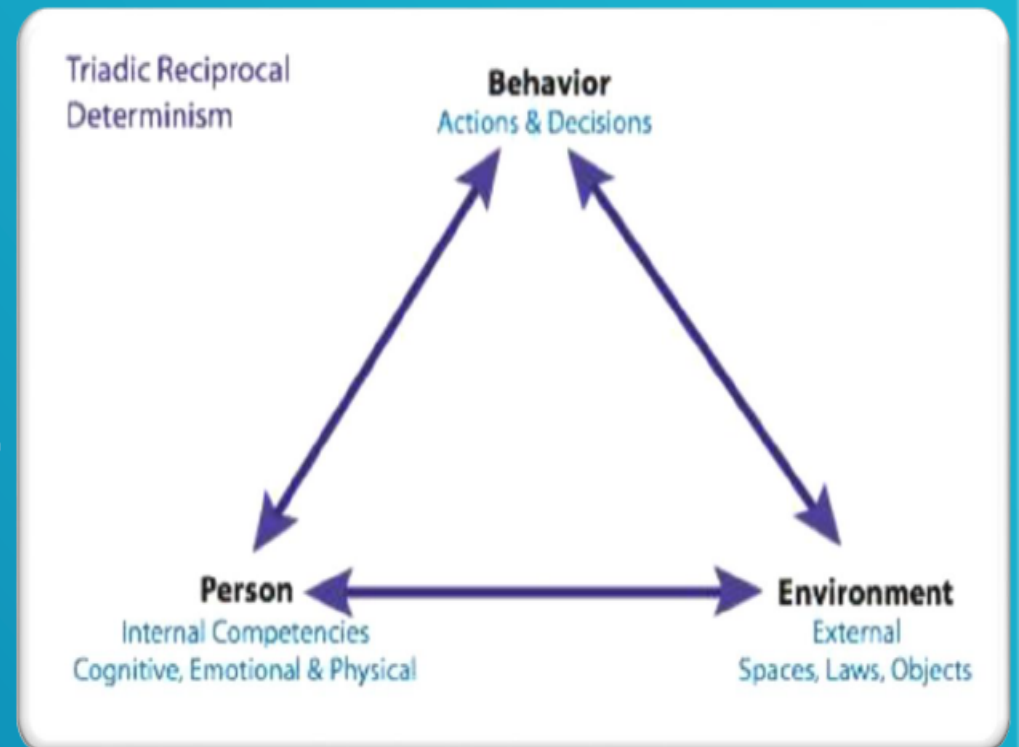 Triadic Reciprocal
Determinism
Behavior
Actions & Decisions
Person
Internal Competencies
Cognitive, Emotional & Physical
Environment
External
Spaces, Laws, Objects